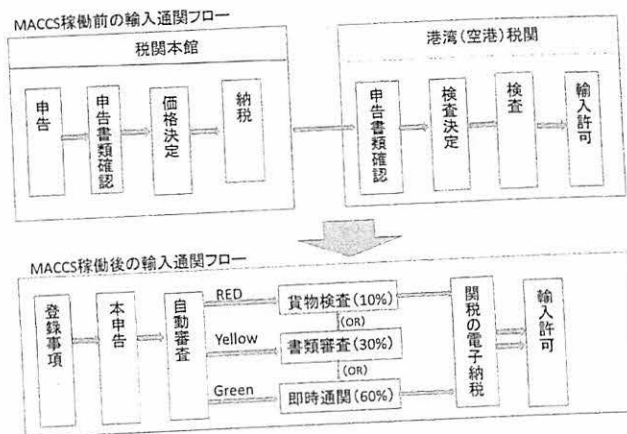 MACCS稼働前の輸入通関フロー
税関本館
申告
申告書類確認
価格決定
納税
港湾(空港)税関
申告書類確認
検査決定
検査
輸入許可
MACCS稼働後の輸入通関フロー
登録事項
本申告
自動審査
RED
Yellow
Green
貨物検査(10%)
(OR)
書類審査(30%)
(OR)
即時通関(60%)
関税の電子納税
輸入許可